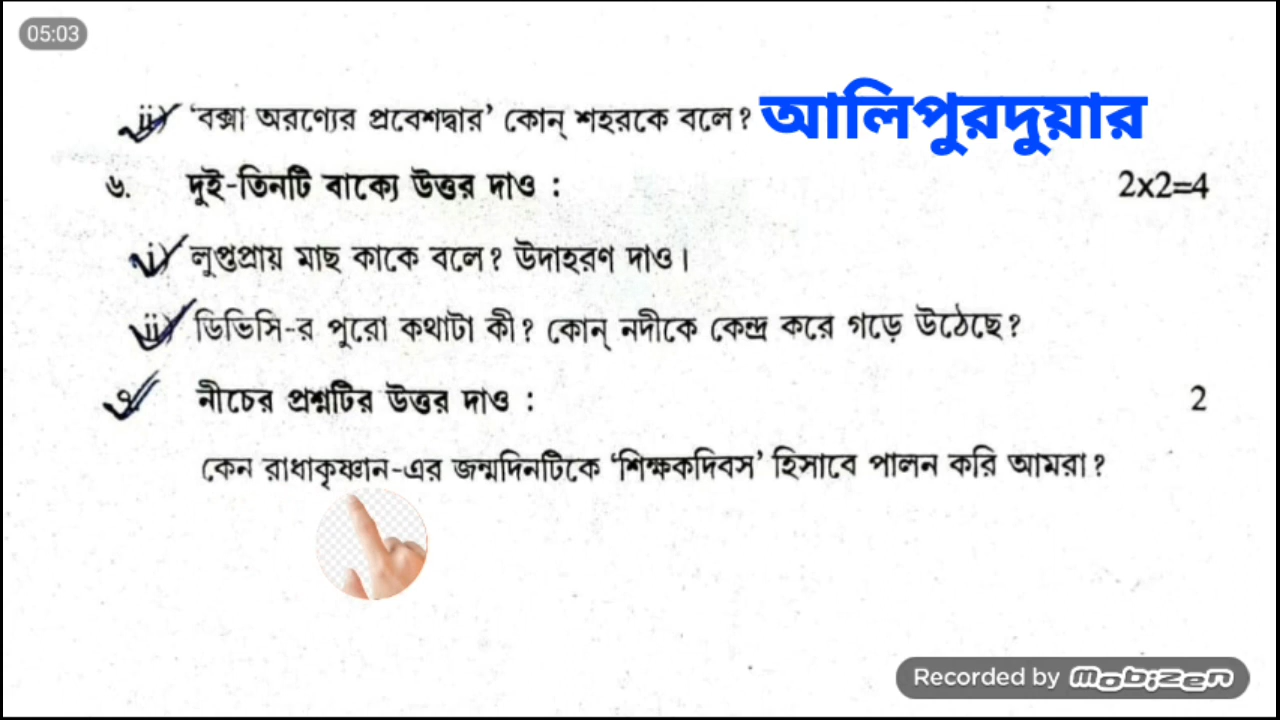 05:03
ii) 'বক্সা অরণ্যের প্রবেশদ্বার' কোন্ শহরকে বলে? আলিপুরদুয়ার
৬. দুই-তিনটি বাক্যে উত্তর দাও : 2x2=4
i) লুপ্তপ্রায় মাছ কাকে বলে? উদাহরণ দাও।
ii) ডিভিসি-র পুরো কথাটা কী? কোন্ নদীকে কেন্দ্র করে গড়ে উঠেছে?
৭. নীচের প্রশ্নটির উত্তর দাও : 2
কেন রাধাকৃষ্ণান-এর জন্মদিনটিকে 'শিক্ষকদিবস' হিসাবে পালন করি আমরা?
Recorded by mobizen